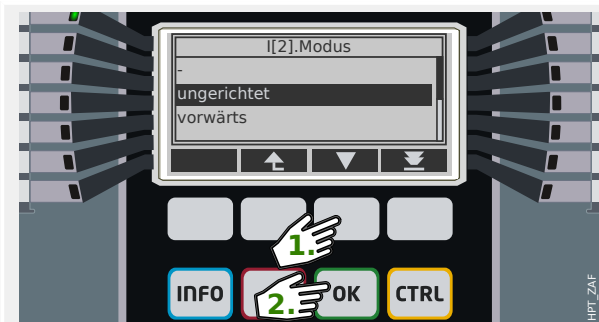 I[2].Modus
-
ungerichtet
vorwärts
1.
INFO
2.
OK
CTRL
HPT_ZAF